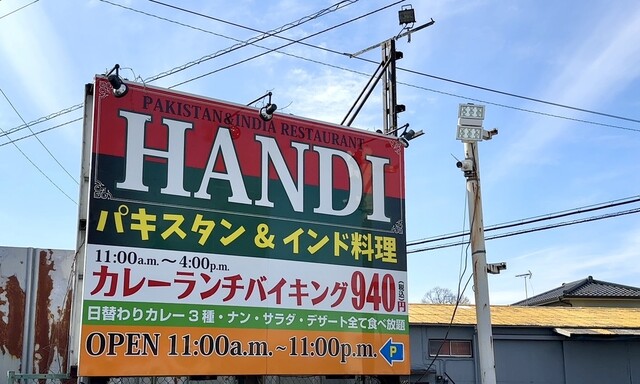 PAKISTAN & INDIA RESTAURANT
HANDI
パキスタン & インド料理
11:00a.m.～4:00p.m.
カレーランチバイキング 940円(税込)
日替わりカレー3種・ナン・サラダ・デザート全て食べ放題
OPEN 11:00a.m.~11:00p.m. P